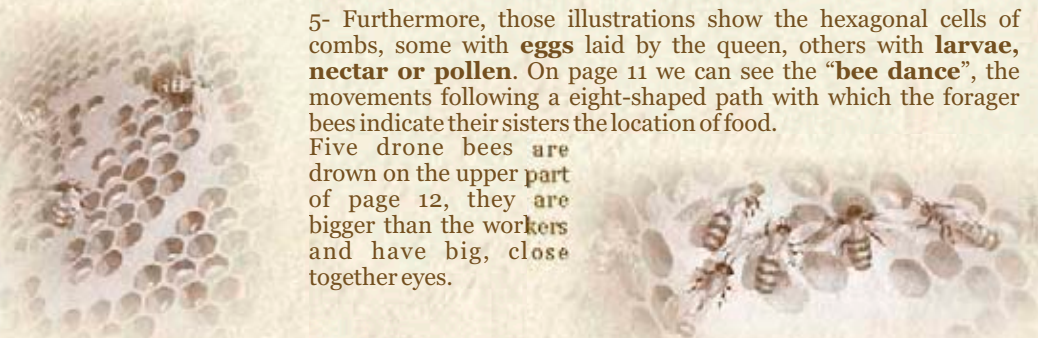 5- Furthermore, those illustrations show the hexagonal cells of
combs, some with eggs laid by the queen, others with larvae,
nectar or pollen. On page 11 we can see the “bee dance”, the
movements following a eight-shaped path with which the forager
bees indicate their sisters the location of food.
Five drone bees are
drown on the upper part
of page 12, they are
bigger than the workers
and have big, close
together eyes.